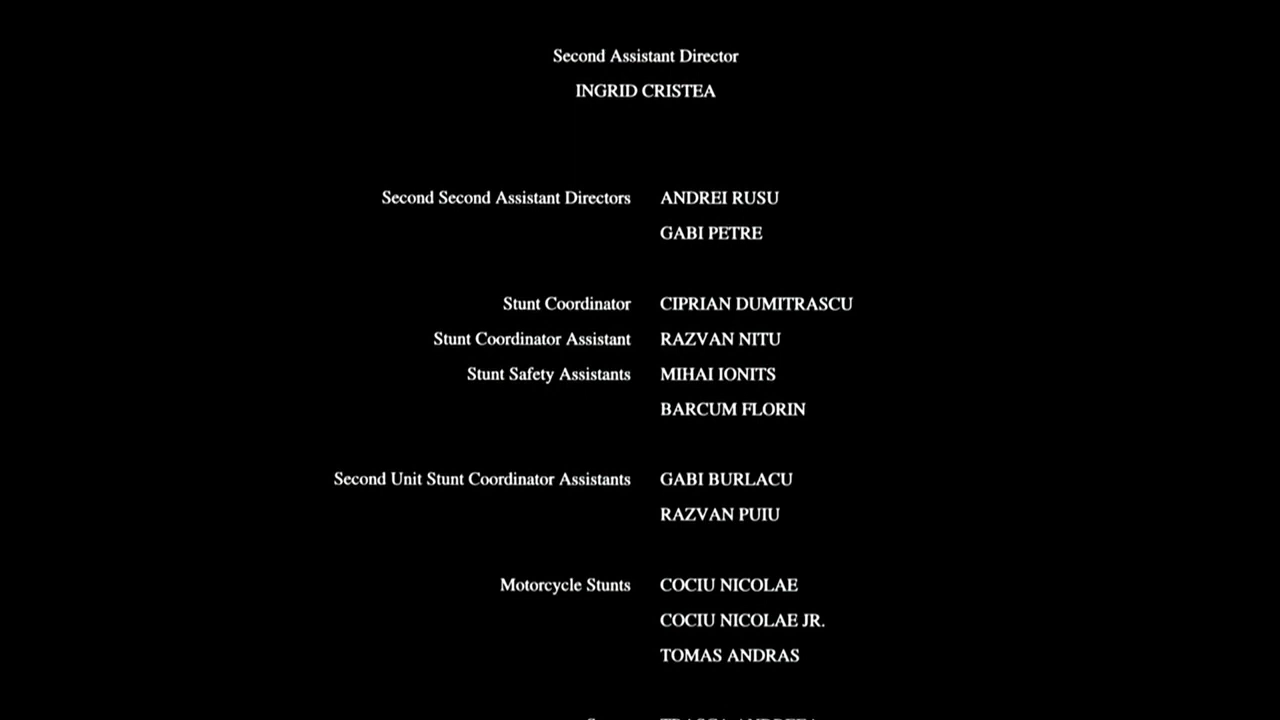 Second Assistant Director
INGRID CRISTEA
Second Second Assistant Directors ANDREI RUSU
GABI PETRE
Stunt Coordinator CIPRIAN DUMITRASCU
Stunt Coordinator Assistant RAZVAN NITU
Stunt Safety Assistants MIHAI IONITS
BARCUM FLORIN
Second Unit Stunt Coordinator Assistants GABI BURLACU
RAZVAN PUIU
Motorcycle Stunts COCIU NICOLAE
COCIU NICOLAE JR.
TOMAS ANDRAS